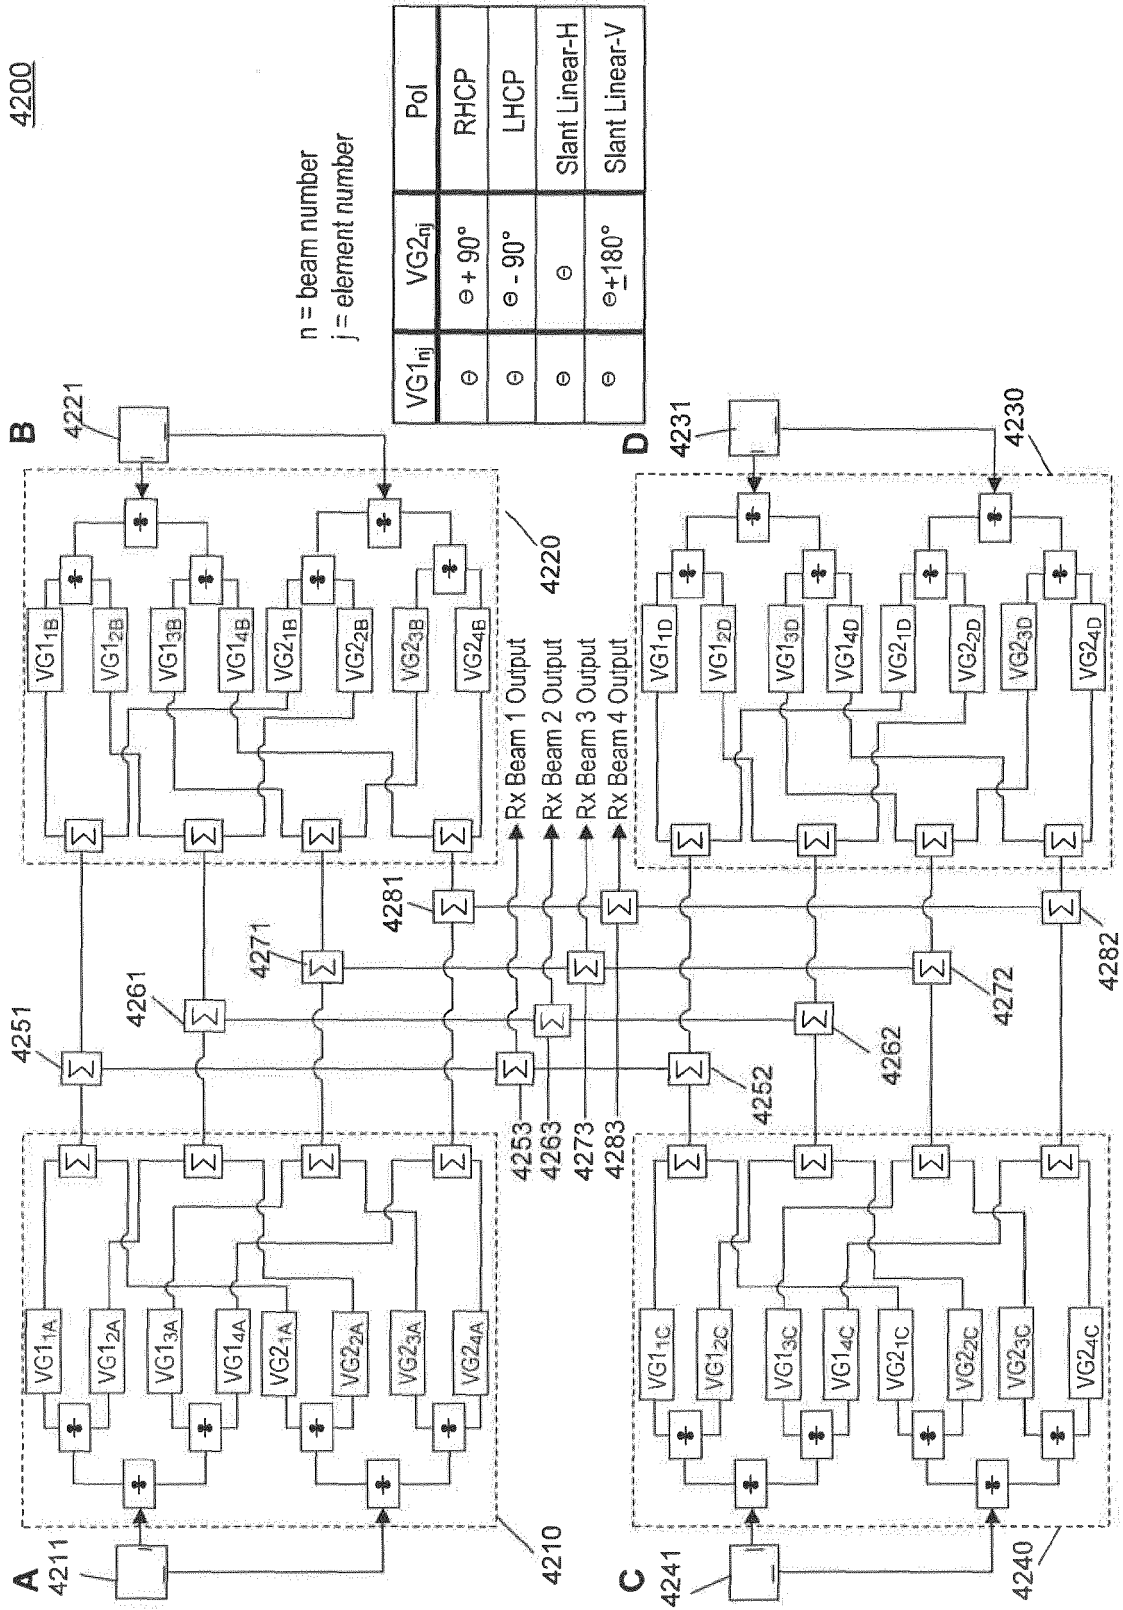 4200
A
4211
4210
VG1₁A
VG1₂A
VG1₃A
VG1₄A
VG2₁A
VG2₂A
VG2₃A
VG2₄A
Σ
Σ
Σ
Σ
4251
Σ
4261
Σ
4271
Σ
4281
Σ
B
4221
4220
Σ
Σ
Σ
Σ
VG1₁B
VG1₂B
VG1₃B
VG1₄B
VG2₁B
VG2₂B
VG2₃B
VG2₄B
÷
÷
÷
÷
÷
÷
÷
÷
÷
÷
÷
÷
n = beam number
j = element number
VG1nj VG2nj Pol
Θ Θ + 90° RHCP
Θ Θ - 90° LHCP
Θ Θ Slant Linear-H
Θ Θ±180° Slant Linear-V
4253 Σ Rx Beam 1 Output
4263 Σ Rx Beam 2 Output
4273 Σ Rx Beam 3 Output
4283 Σ Rx Beam 4 Output
C
4241
4240
VG1₁C
VG1₂C
VG1₃C
VG1₄C
VG2₁C
VG2₂C
VG2₃C
VG2₄C
Σ
Σ
Σ
Σ
Σ
4252
Σ
4262
Σ
4272
Σ
4282
D
4231
4230
Σ
Σ
Σ
Σ
VG1₁D
VG1₂D
VG1₃D
VG1₄D
VG2₁D
VG2₂D
VG2₃D
VG2₄D
÷
÷
÷
÷
÷
÷
÷
÷
÷
÷
÷
÷